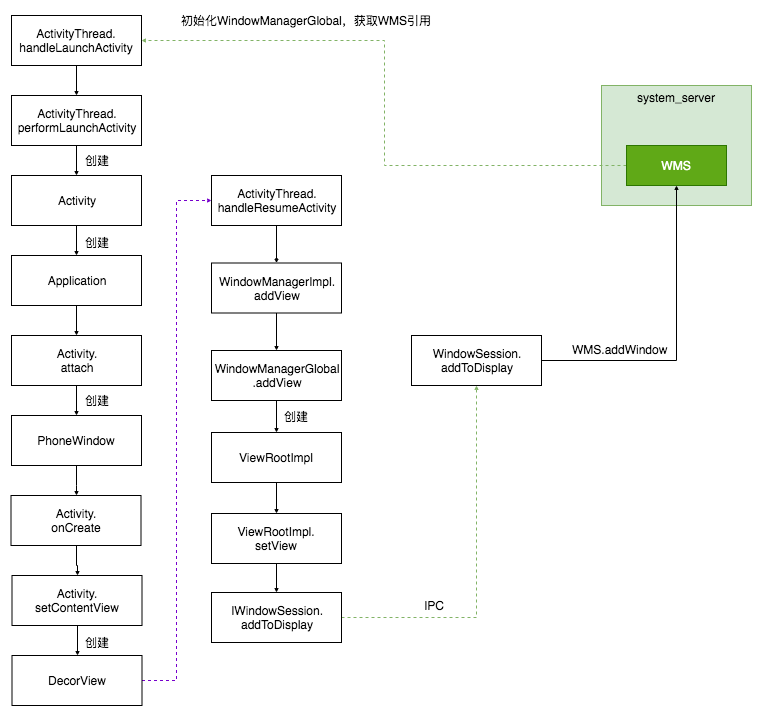 初始化WindowManagerGlobal，获取WMS引用
ActivityThread.
handleLaunchActivity
ActivityThread.
performLaunchActivity
创建
Activity
创建
Application
Activity.
attach
创建
PhoneWindow
Activity.
onCreate
Activity.
setContentView
创建
DecorView
ActivityThread.
handleResumeActivity
WindowManagerImpl.
addView
WindowManagerGlobal
.addView
创建
ViewRootImpl
ViewRootImpl.
setView
IWindowSession.
addToDisplay
IPC
WindowSession.
addToDisplay
WMS.addWindow
system_server
WMS